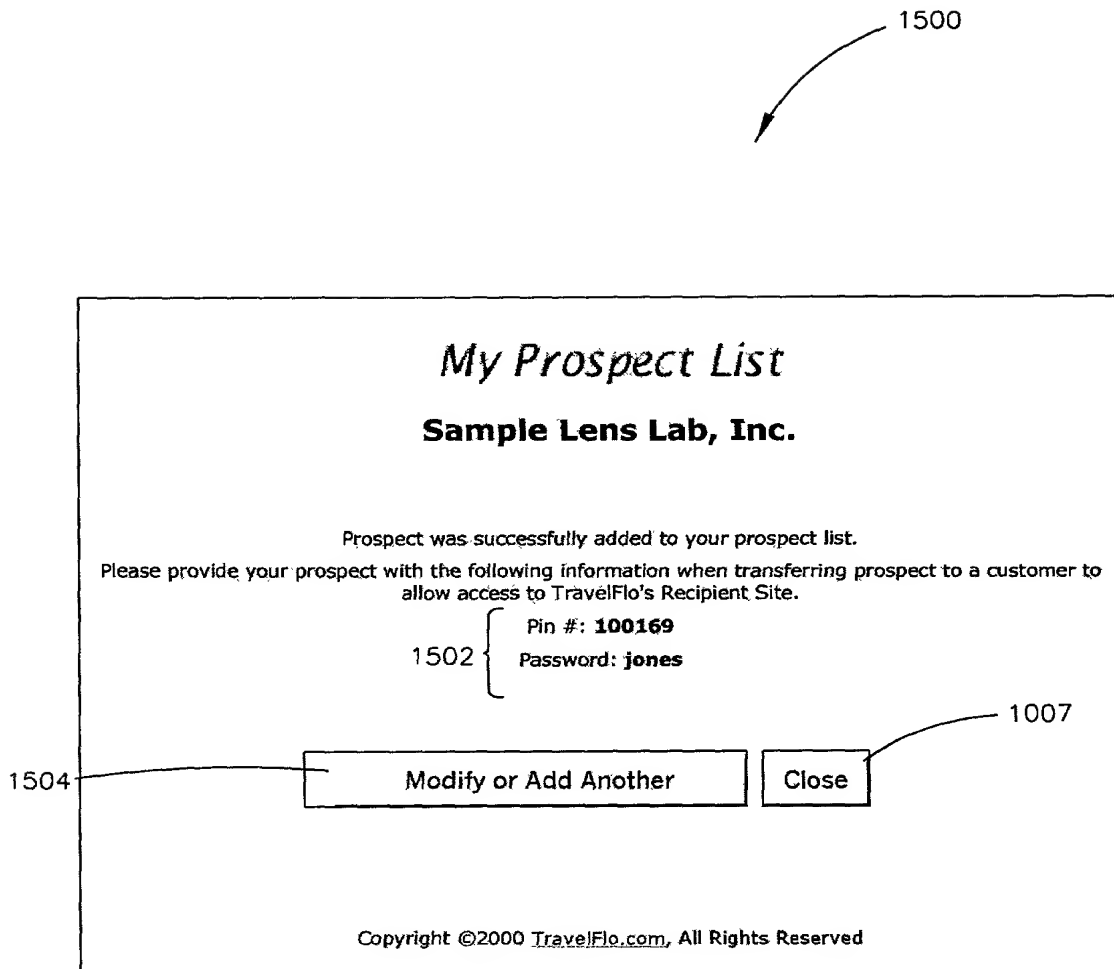 1500
My Prospect List
Sample Lens Lab, Inc.
Prospect was successfully added to your prospect list.
Please provide your prospect with the following information when transferring prospect to a customer to
allow access to TravelFlo's Recipient Site.
Pin #: 100169
1502
Password: jones
1007
1504
Modify or Add Another
Close
Copyright ©2000 TravelFlo.com, All Rights Reserved